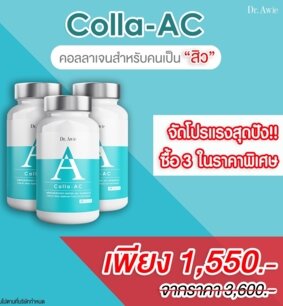 Dr. Awie
Colla-AC
คอลลาเจนสำหรับคนเป็น “สิว”
จัดโปรแรงสุดปัง!!
ซื้อ 3 ในราคาพิเศษ
A
Colla AC
เพียง 1,550.-
จากราคา 3,600.-